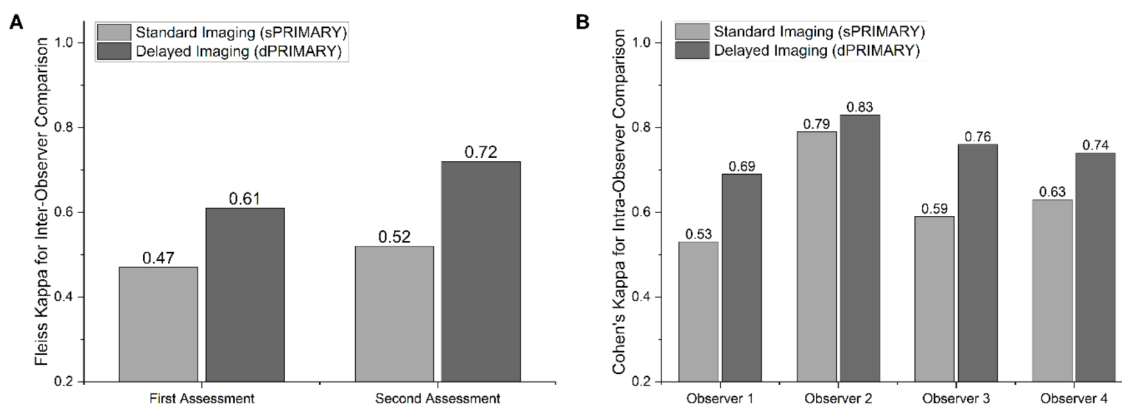 A
Standard Imaging (sPRIMARY)
Delayed Imaging (dPRIMARY)
Fleiss Kappa for Inter-Observer Comparison
1.0
0.8
0.6
0.4
0.2
0.47
0.61
0.52
0.72
First Assessment
Second Assessment
B
Standard Imaging (sPRIMARY)
Delayed Imaging (dPRIMARY)
Cohen's Kappa for Intra-Observer Comparison
1.0
0.8
0.6
0.4
0.2
0.53
0.69
0.79
0.83
0.59
0.76
0.63
0.74
Observer 1
Observer 2
Observer 3
Observer 4